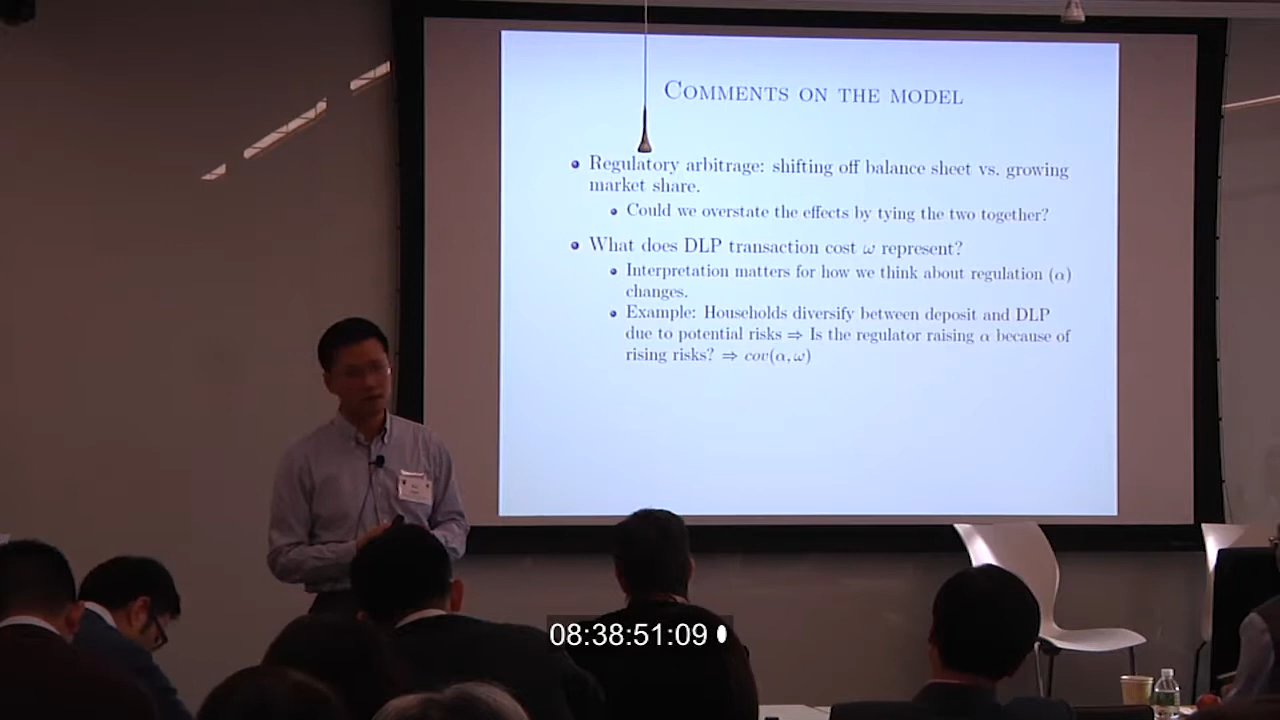 COMMENTS ON THE MODEL
• Regulatory arbitrage: shifting off balance sheet vs. growing
market share.
• Could we overstate the effects by tying the two together?
• What does DLP transaction cost ω represent?
• Interpretation matters for how we think about regulation (α)
changes.
• Example: Households diversify between deposit and DLP
due to potential risks ⇒ Is the regulator raising α because of
rising risks? ⇒ cov(α, ω)
08:38:51:09